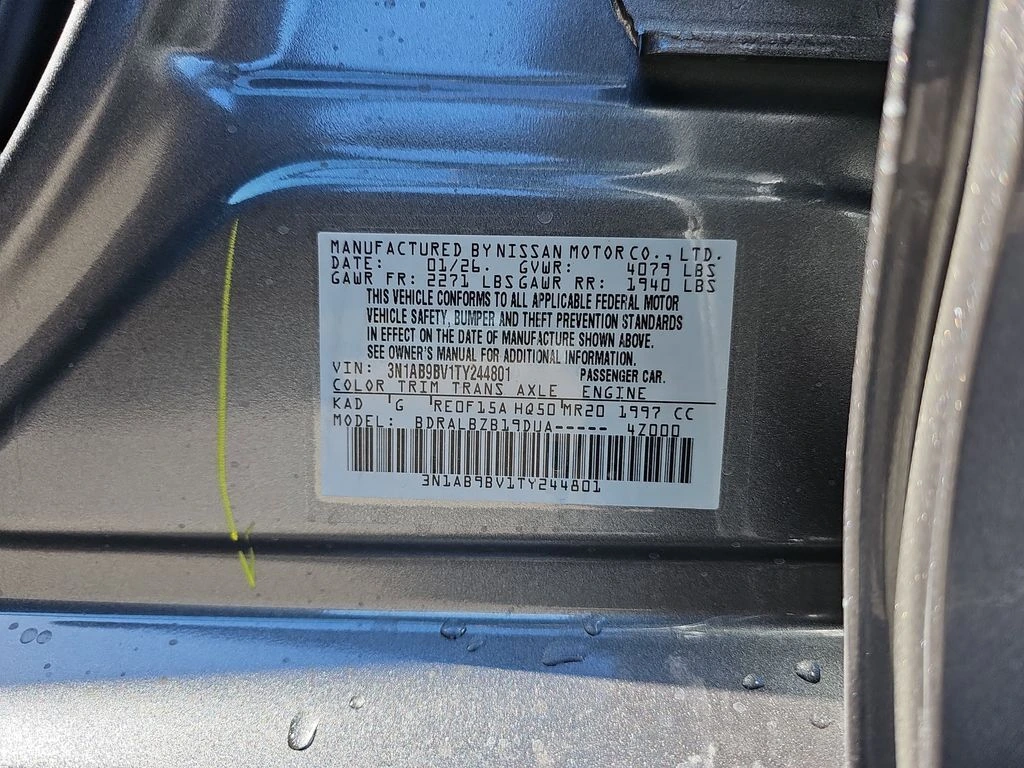 MANUFACTURED BY NISSAN MOTOR CO., LTD.
DATE: 01/26. GVWR: 4079 LBS
GAWR FR: 2271 LBS GAWR RR: 1940 LBS
THIS VEHICLE CONFORMS TO ALL APPLICABLE FEDERAL MOTOR
VEHICLE SAFETY, BUMPER AND THEFT PREVENTION STANDARDS
IN EFFECT ON THE DATE OF MANUFACTURE SHOWN ABOVE.
SEE OWNER'S MANUAL FOR ADDITIONAL INFORMATION.
VIN: 3N1AB9BV1TY244801 PASSENGER CAR.
COLOR TRIM TRANS AXLE ENGINE
KAD G RE0F15A HQ50 MR20 1997 CC
MODEL: BDRALBZB19DUA----- 4Z000
3N1AB9BV1TY244801